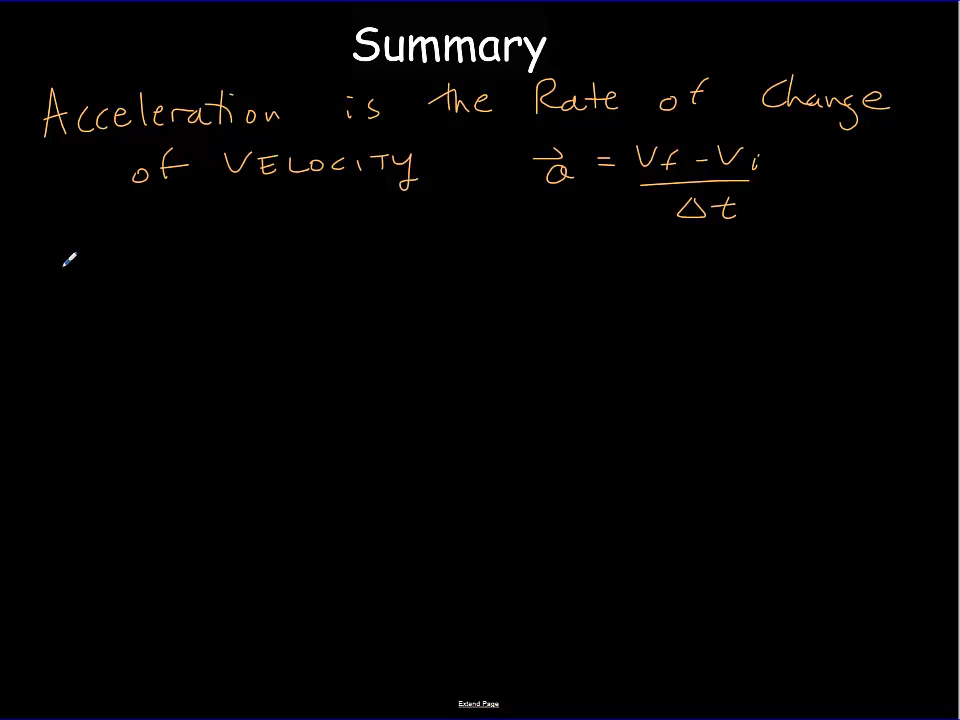 Summary
Acceleration is the Rate of Change
of VELOCITY a⃗ = Vf - Vi / Δt
Extend Page